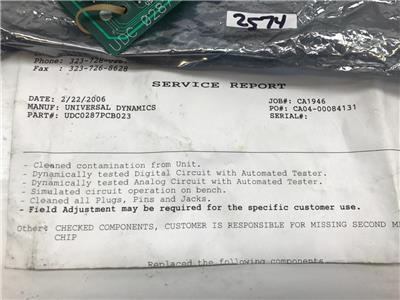 UDC 0287
2574
Phone: 323-728-
Fax : 323-726-8628
SERVICE REPORT
DATE: 2/22/2006
JOB#: CA1946
MANUF: UNIVERSAL DYNAMICS
PO#: CA04-00084131
PART#: UDC0287PCB023
SERIAL#:
- Cleaned contamination from Unit.
- Dynamically tested Digital Circuit with Automated Tester.
- Dynamically tested Analog Circuit with Automated Tester.
- Simulated circuit operation on bench.
- Cleaned all Plugs, Pins and Jacks.
- Field Adjustment may be required for the specific customer use.
Other: CHECKED COMPONENTS, CUSTOMER IS RESPONSIBLE FOR MISSING SECOND
CHIP
Replaced the following components